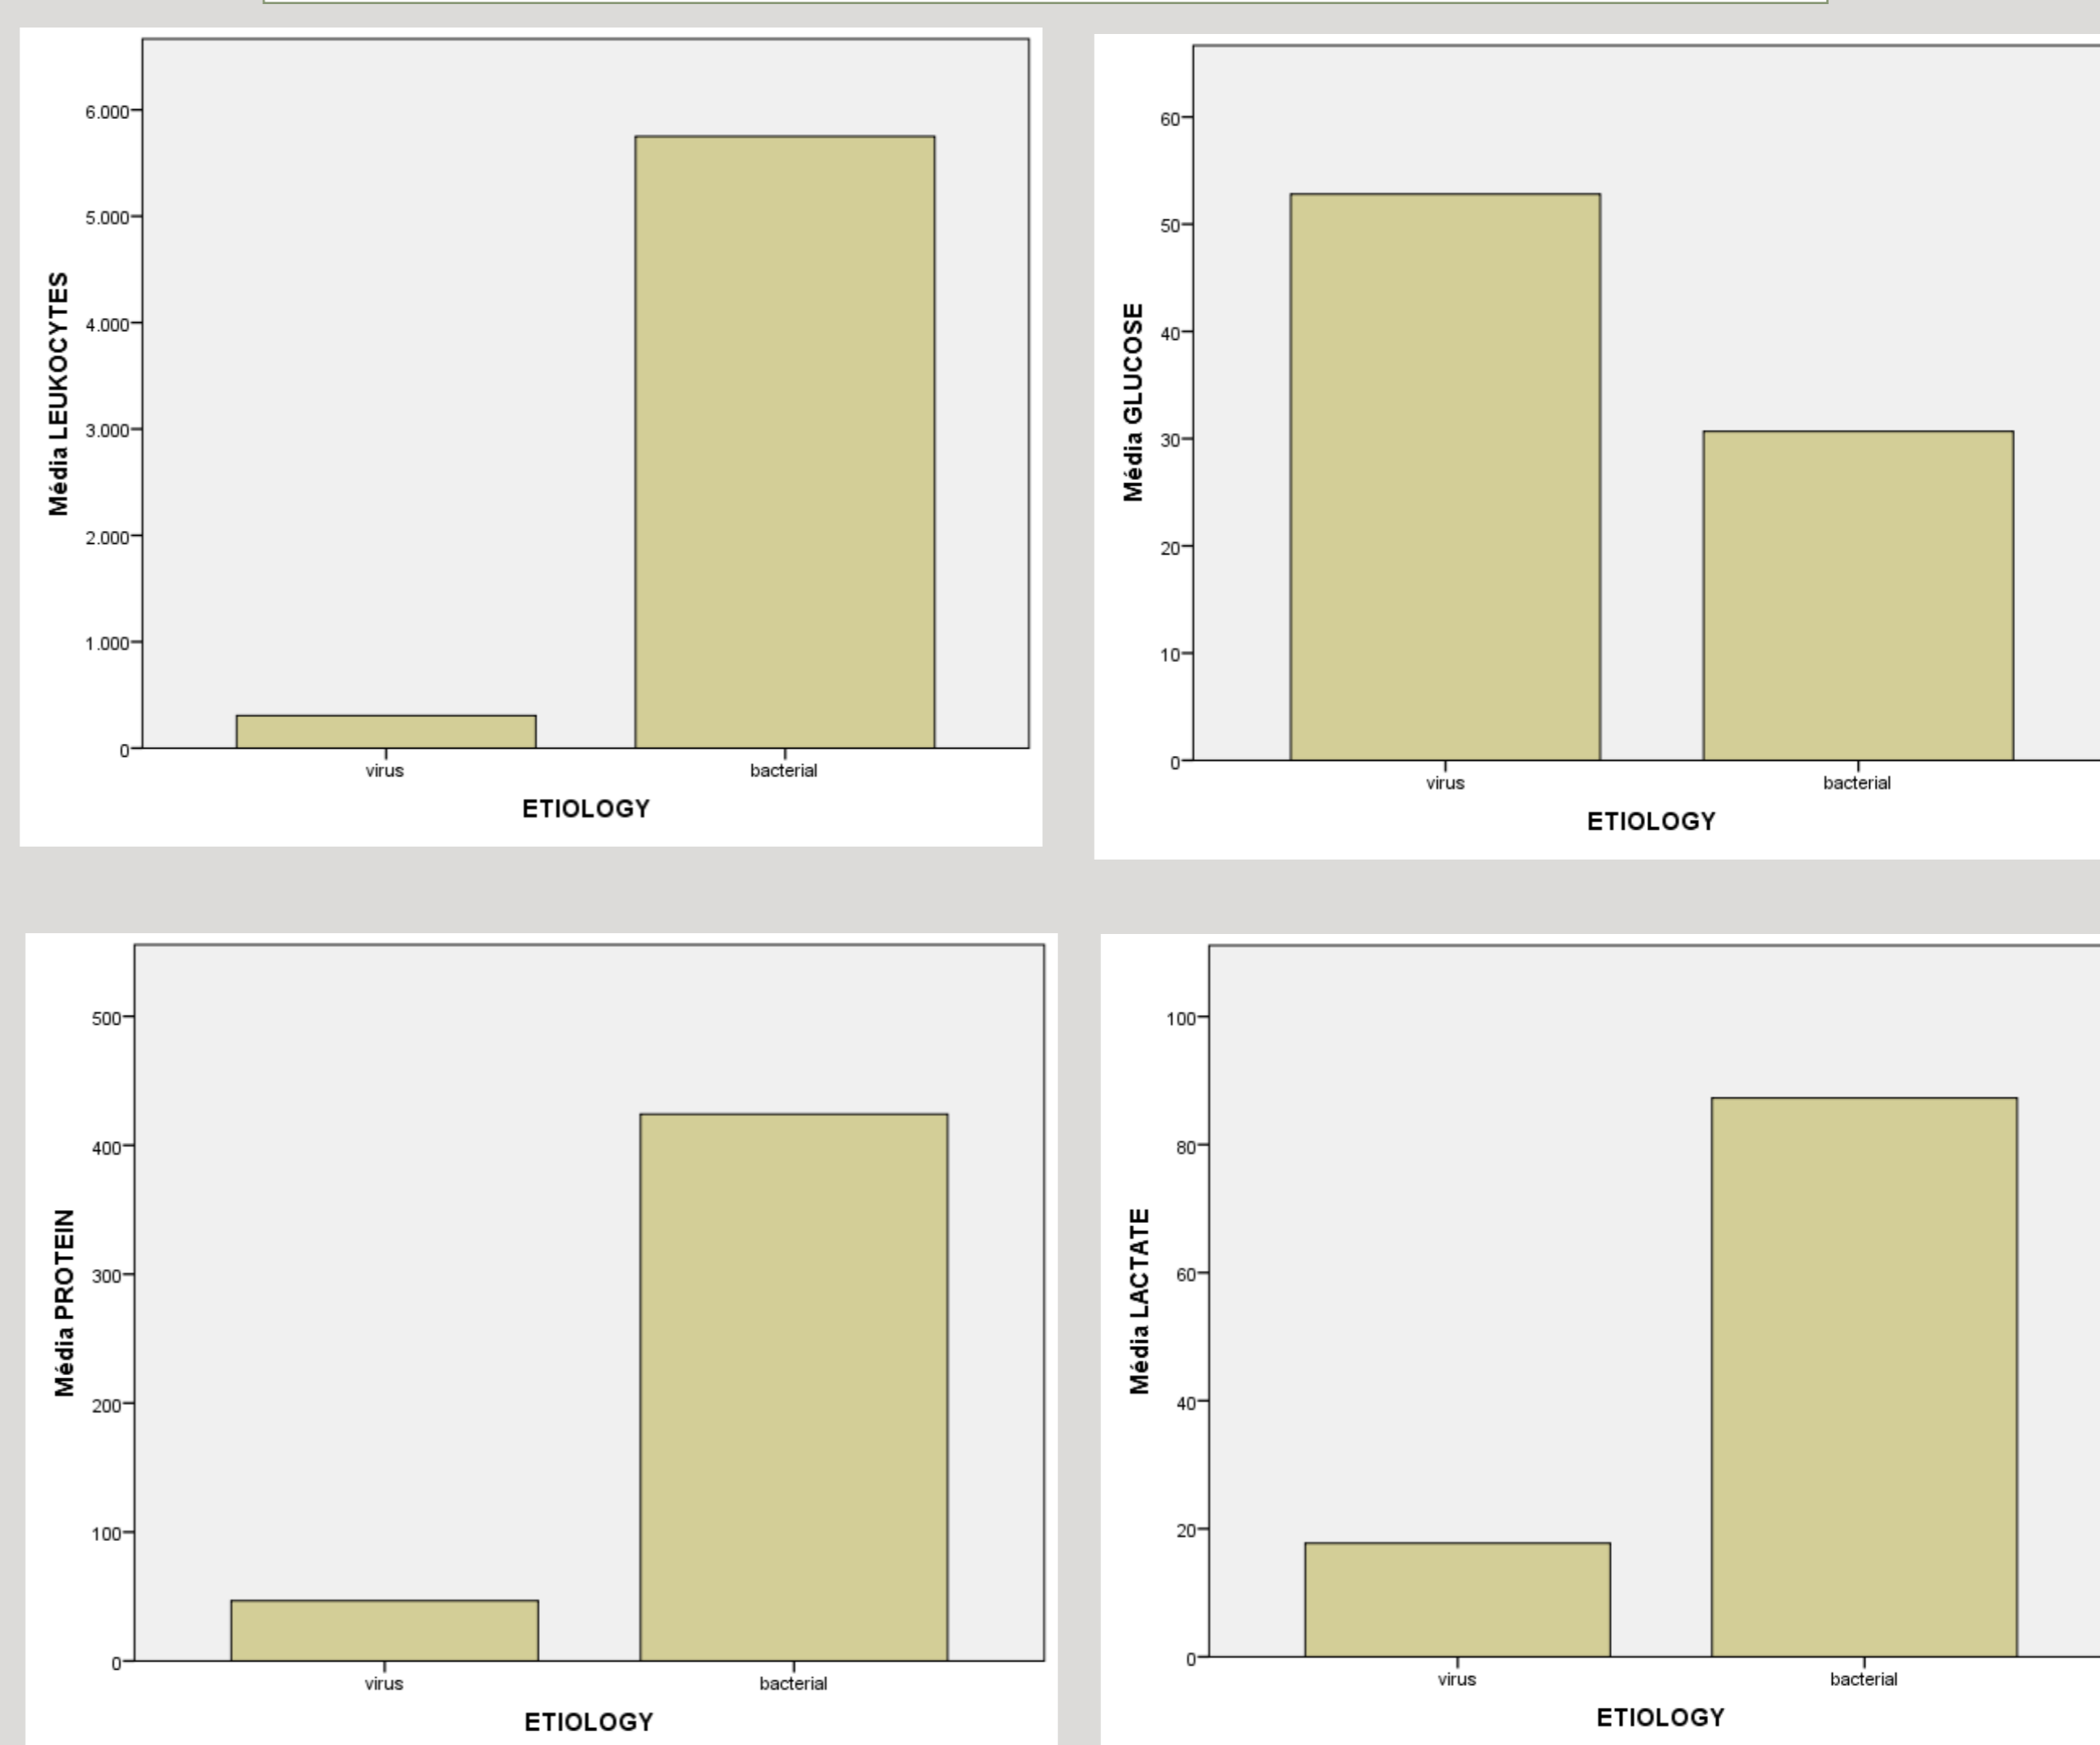 Média LEUKOCYTES
6.000
5.000
4.000
3.000
2.000
1.000
0
virus bacterial
ETIOLOGY
Média GLUCOSE
60
50
40
30
20
10
0
virus bacterial
ETIOLOGY
Média PROTEIN
500
400
300
200
100
0
virus bacterial
ETIOLOGY
Média LACTATE
100
80
60
40
20
0
virus bacterial
ETIOLOGY